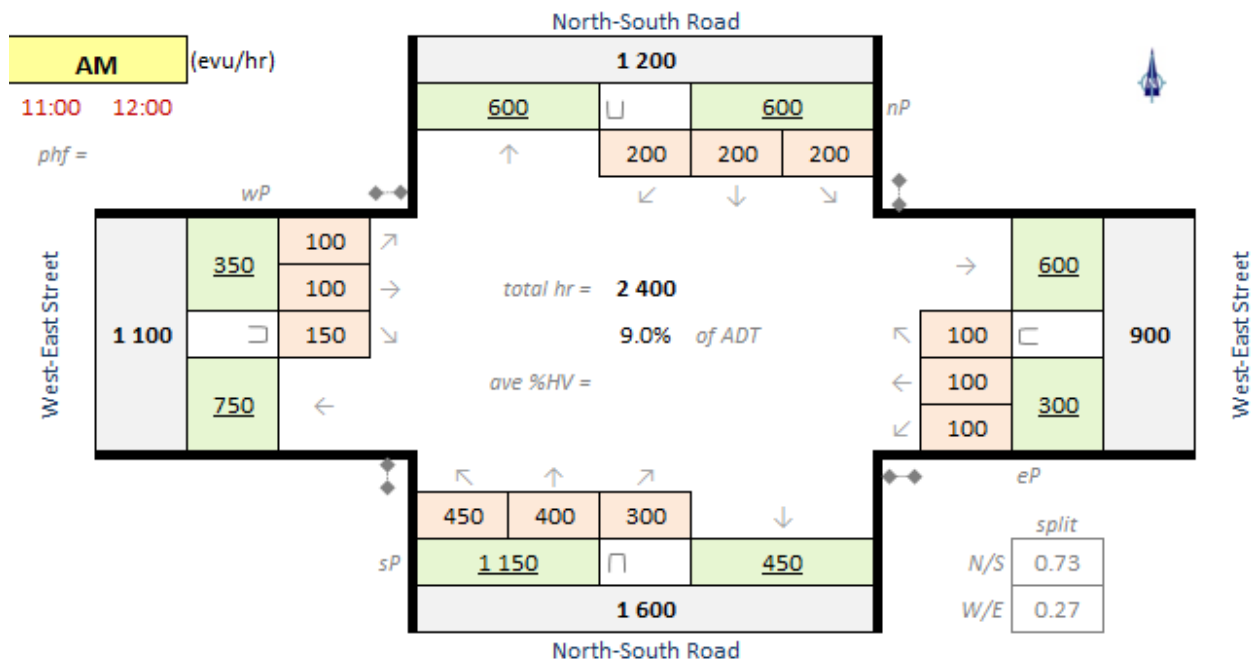 North-South Road
AM (evu/hr)
1 200
11:00 12:00
600 600 nP
phf =
200 200 200
wP
West-East Street
1 100
350
100
100
150
750
total hr = 2 400
9.0% of ADT
ave %HV =
600
100
100
100
300
900
West-East Street
eP
450 400 300
split
sP
1 150 450
N/S 0.73
1 600
W/E 0.27
North-South Road
N